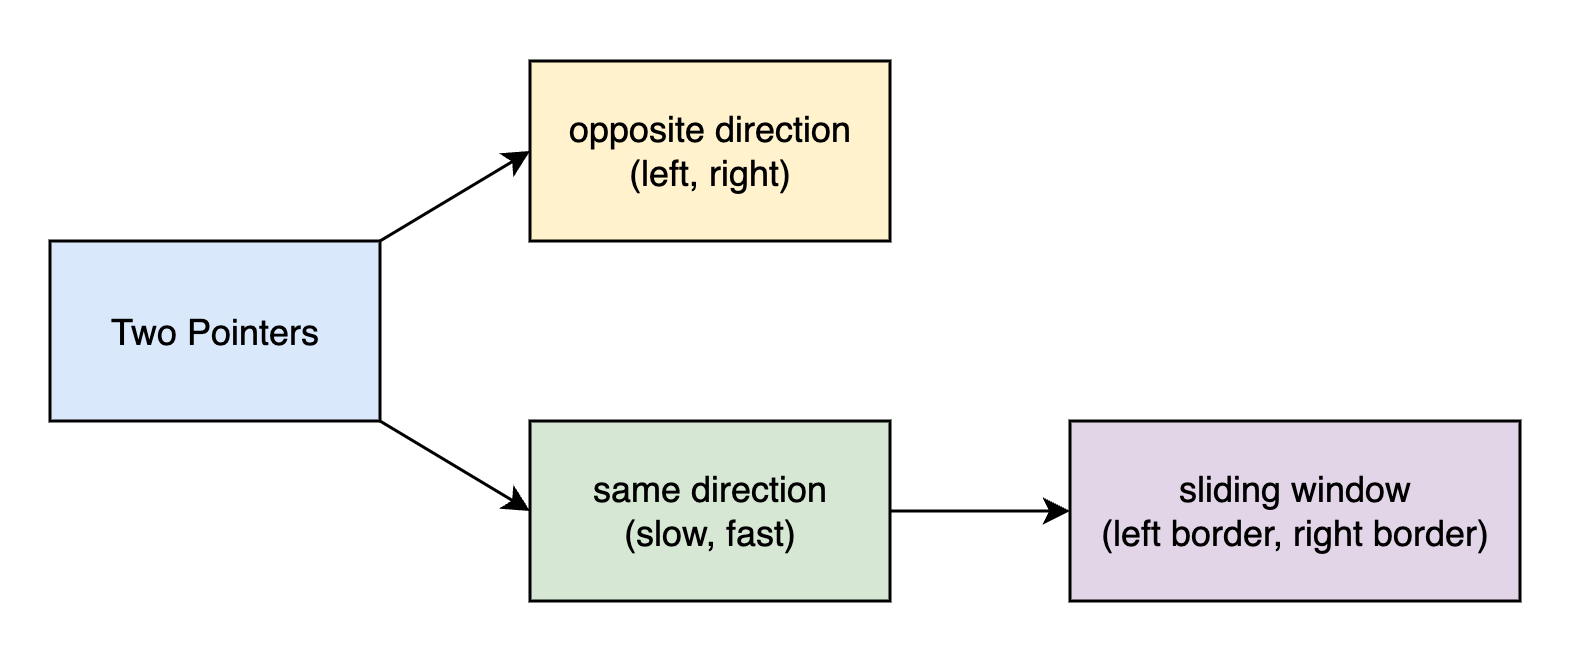 opposite direction
(left, right)
Two Pointers
same direction
(slow, fast)
sliding window
(left border, right border)